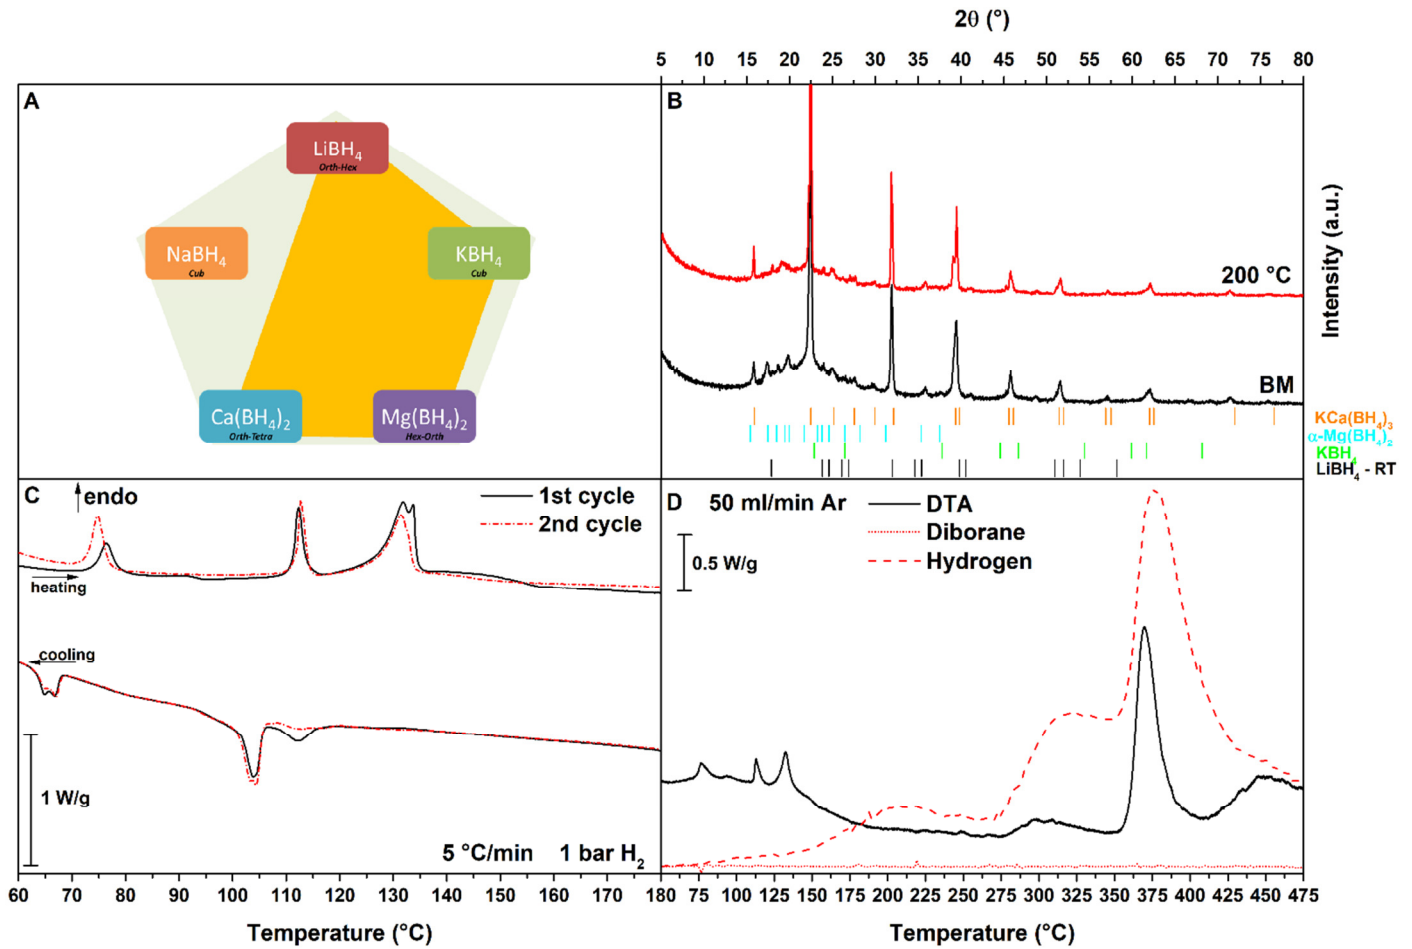 2θ (°)
5 10 15 20 25 30 35 40 45 50 55 60 65 70 75 80
A
LiBH4
Orth-Hex
NaBH4
Cub
KBH4
Cub
Ca(BH4)2
Orth-Tetra
Mg(BH4)2
Hex-Orth
B
200 °C
BM
Intensity (a.u.)
KCa(BH4)3
α-Mg(BH4)2
KBH4
LiBH4 - RT
C
endo
1st cycle
2nd cycle
heating
cooling
1 W/g
5 °C/min 1 bar H2
60 70 80 90 100 110 120 130 140 150 160 170 180
Temperature (°C)
D
50 ml/min Ar
DTA
Diborane
Hydrogen
0.5 W/g
75 100 125 150 175 200 225 250 275 300 325 350 375 400 425 450 475
Temperature (°C)